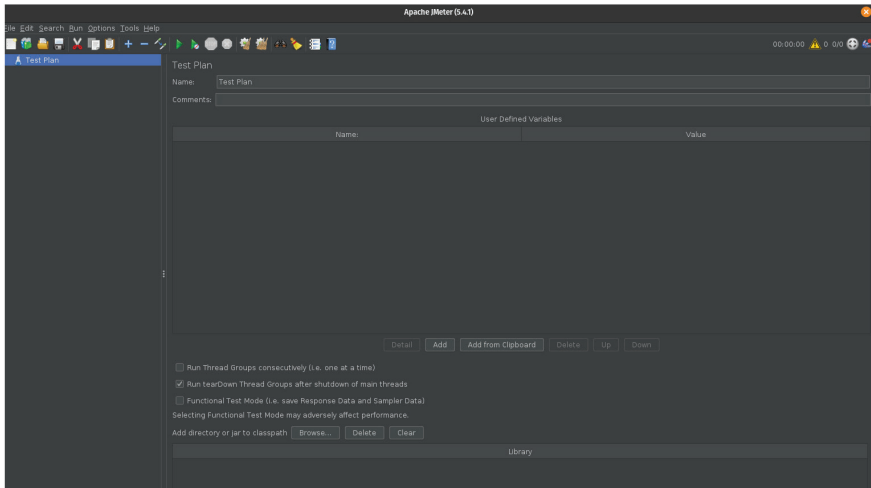 Apache JMeter (5.4.1)
File Edit Search Run Options Tools Help
00:00:00 0 0/0
Test Plan
Test Plan
Name: Test Plan
Comments:
User Defined Variables
Name: Value
Detail Add Add from Clipboard Delete Up Down
Run Thread Groups consecutively (i.e. one at a time)
Run tearDown Thread Groups after shutdown of main threads
Functional Test Mode (i.e. save Response Data and Sampler Data)
Selecting Functional Test Mode may adversely affect performance.
Add directory or jar to classpath Browse... Delete Clear
Library